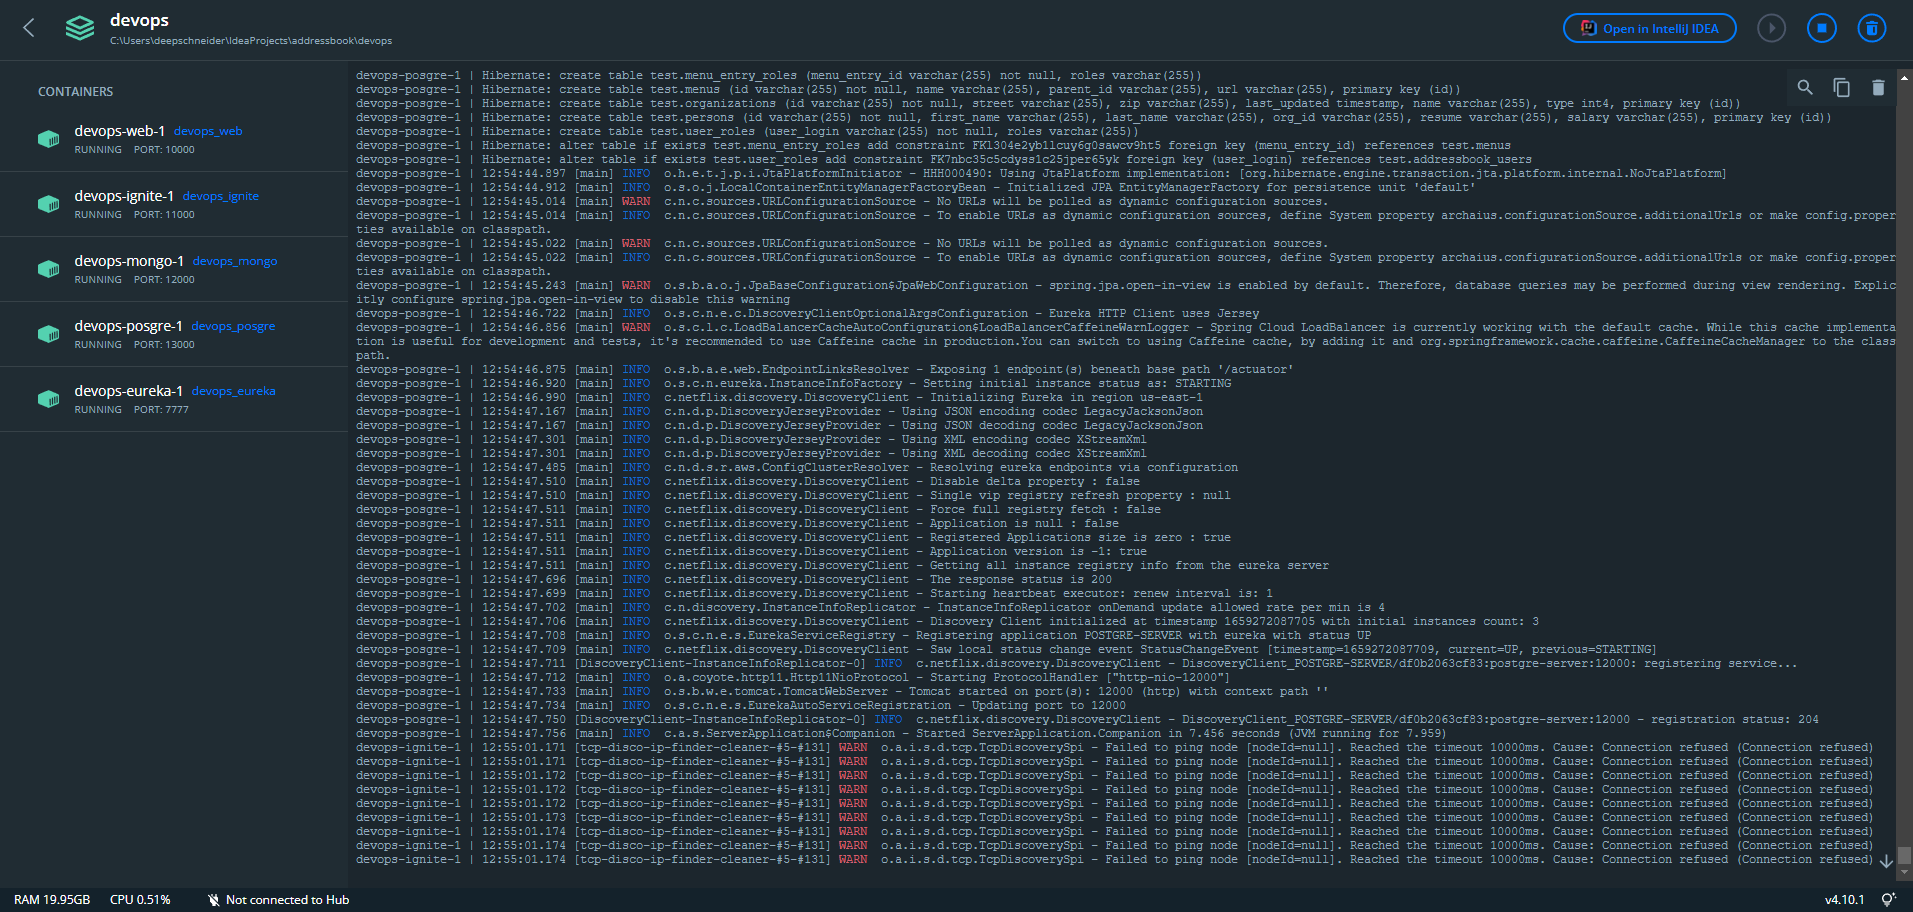 devops
C:\Users\deepschneider\IdeaProjects\addressbook\devops
Open in IntelliJ IDEA
CONTAINERS
devops-web-1 devops_web
RUNNING PORT: 10000
devops-ignite-1 devops_ignite
RUNNING PORT: 11000
devops-mongo-1 devops_mongo
RUNNING PORT: 12000
devops-posgre-1 devops_posgre
RUNNING PORT: 13000
devops-eureka-1 devops_eureka
RUNNING PORT: 7777
devops-posgre-1 | Hibernate: create table test.menu_entry_roles (menu_entry_id varchar(255) not null, roles varchar(255))
devops-posgre-1 | Hibernate: create table test.menus (id varchar(255) not null, name varchar(255), parent_id varchar(255), url varchar(255), primary key (id))
devops-posgre-1 | Hibernate: create table test.organizations (id varchar(255) not null, street varchar(255), zip varchar(255), last_updated timestamp, name varchar(255), type int4, primary key (id))
devops-posgre-1 | Hibernate: create table test.persons (id varchar(255) not null, first_name varchar(255), last_name varchar(255), org_id varchar(255), resume varchar(255), salary varchar(255), primary key (id))
devops-posgre-1 | Hibernate: create table test.user_roles (user_login varchar(255) not null, roles varchar(255))
devops-posgre-1 | Hibernate: alter table if exists test.menu_entry_roles add constraint FKl304e2yb1lcuy6g0sawcv9ht5 foreign key (menu_entry_id) references test.menus
devops-posgre-1 | Hibernate: alter table if exists test.user_roles add constraint FK7nbc35c5cdyss1c25jper65yk foreign key (user_login) references test.addressbook_users
devops-posgre-1 | 12:54:44.897 [main] INFO o.h.e.t.j.p.i.JtaPlatformInitiator - HHH000490: Using JtaPlatform implementation: [org.hibernate.engine.transaction.jta.platform.internal.NoJtaPlatform]
devops-posgre-1 | 12:54:44.912 [main] INFO o.s.o.j.LocalContainerEntityManagerFactoryBean - Initialized JPA EntityManagerFactory for persistence unit 'default'
devops-posgre-1 | 12:54:45.014 [main] WARN c.n.c.sources.URLConfigurationSource - No URLs will be polled as dynamic configuration sources.
devops-posgre-1 | 12:54:45.014 [main] INFO c.n.c.sources.URLConfigurationSource - To enable URLs as dynamic configuration sources, define System property archaius.configurationSource.additionalUrls or make config.proper
ties available on classpath.
devops-posgre-1 | 12:54:45.022 [main] WARN c.n.c.sources.URLConfigurationSource - No URLs will be polled as dynamic configuration sources.
devops-posgre-1 | 12:54:45.022 [main] INFO c.n.c.sources.URLConfigurationSource - To enable URLs as dynamic configuration sources, define System property archaius.configurationSource.additionalUrls or make config.proper
ties available on classpath.
devops-posgre-1 | 12:54:45.243 [main] WARN o.s.b.a.o.j.JpaBaseConfiguration$JpaWebConfiguration - spring.jpa.open-in-view is enabled by default. Therefore, database queries may be performed during view rendering. Explic
itly configure spring.jpa.open-in-view to disable this warning
devops-posgre-1 | 12:54:46.722 [main] INFO o.s.c.n.e.c.DiscoveryClientOptionalArgsConfiguration - Eureka HTTP Client uses Jersey
devops-posgre-1 | 12:54:46.856 [main] WARN o.s.c.l.c.LoadBalancerCacheAutoConfiguration$LoadBalancerCaffeineWarnLogger - Spring Cloud LoadBalancer is currently working with the default cache. While this cache implementa
tion is useful for development and tests, it's recommended to use Caffeine cache in production.You can switch to using Caffeine cache, by adding it and org.springframework.cache.caffeine.CaffeineCacheManager to the class
path.
devops-posgre-1 | 12:54:46.875 [main] INFO o.s.b.a.e.web.EndpointLinksResolver - Exposing 1 endpoint(s) beneath base path '/actuator'
devops-posgre-1 | 12:54:46.920 [main] INFO o.s.c.n.eureka.InstanceInfoFactory - Setting initial instance status as: STARTING
devops-posgre-1 | 12:54:46.990 [main] INFO c.netflix.discovery.DiscoveryClient - Initializing Eureka in region us-east-1
devops-posgre-1 | 12:54:47.167 [main] INFO c.n.d.p.DiscoveryJerseyProvider - Using JSON encoding codec LegacyJacksonJson
devops-posgre-1 | 12:54:47.167 [main] INFO c.n.d.p.DiscoveryJerseyProvider - Using JSON decoding codec LegacyJacksonJson
devops-posgre-1 | 12:54:47.301 [main] INFO c.n.d.p.DiscoveryJerseyProvider - Using XML encoding codec XStreamXml
devops-posgre-1 | 12:54:47.301 [main] INFO c.n.d.p.DiscoveryJerseyProvider - Using XML decoding codec XStreamXml
devops-posgre-1 | 12:54:47.485 [main] INFO c.n.d.s.r.aws.ConfigClusterResolver - Resolving eureka endpoints via configuration
devops-posgre-1 | 12:54:47.510 [main] INFO c.netflix.discovery.DiscoveryClient - Disable delta property : false
devops-posgre-1 | 12:54:47.510 [main] INFO c.netflix.discovery.DiscoveryClient - Single vip registry refresh property : null
devops-posgre-1 | 12:54:47.511 [main] INFO c.netflix.discovery.DiscoveryClient - Force full registry fetch : false
devops-posgre-1 | 12:54:47.511 [main] INFO c.netflix.discovery.DiscoveryClient - Application is null : false
devops-posgre-1 | 12:54:47.511 [main] INFO c.netflix.discovery.DiscoveryClient - Registered Applications size is zero : true
devops-posgre-1 | 12:54:47.511 [main] INFO c.netflix.discovery.DiscoveryClient - Application version is -1: true
devops-posgre-1 | 12:54:47.511 [main] INFO c.netflix.discovery.DiscoveryClient - Getting all instance registry info from the eureka server
devops-posgre-1 | 12:54:47.696 [main] INFO c.netflix.discovery.DiscoveryClient - The response status is 200
devops-posgre-1 | 12:54:47.699 [main] INFO c.netflix.discovery.DiscoveryClient - Starting heartbeat executor: renew interval is: 1
devops-posgre-1 | 12:54:47.702 [main] INFO c.n.discovery.InstanceInfoReplicator - InstanceInfoReplicator onDemand update allowed rate per min is 4
devops-posgre-1 | 12:54:47.706 [main] INFO c.netflix.discovery.DiscoveryClient - Discovery Client initialized at timestamp 1659272087705 with initial instances count: 3
devops-posgre-1 | 12:54:47.708 [main] INFO o.s.c.n.e.s.EurekaServiceRegistry - Registering application POSTGRE-SERVER with eureka with status UP
devops-posgre-1 | 12:54:47.709 [main] INFO c.netflix.discovery.DiscoveryClient - Saw local status change event StatusChangeEvent [timestamp=1659272087709, current=UP, previous=STARTING]
devops-posgre-1 | 12:54:47.711 [DiscoveryClient-InstanceInfoReplicator-0] INFO c.netflix.discovery.DiscoveryClient - DiscoveryClient_POSTGRE-SERVER/df0b2063cf83:postgre-server:12000: registering service...
devops-posgre-1 | 12:54:47.712 [main] INFO o.a.coyote.http11.Http11NioProtocol - Starting ProtocolHandler ["http-nio-12000"]
devops-posgre-1 | 12:54:47.733 [main] INFO o.s.b.w.e.tomcat.TomcatWebServer - Tomcat started on port(s): 12000 (http) with context path ''
devops-posgre-1 | 12:54:47.734 [main] INFO o.s.c.n.e.s.EurekaAutoServiceRegistration - Updating port to 12000
devops-posgre-1 | 12:54:47.750 [DiscoveryClient-InstanceInfoReplicator-0] INFO c.netflix.discovery.DiscoveryClient - DiscoveryClient_POSTGRE-SERVER/df0b2063cf83:postgre-server:12000 - registration status: 204
devops-posgre-1 | 12:54:47.756 [main] INFO c.a.s.ServerApplication$Companion - Started ServerApplication.Companion in 7.456 seconds (JVM running for 7.959)
devops-ignite-1 | 12:55:01.171 [tcp-disco-ip-finder-cleaner-#5-#131] WARN o.a.i.s.d.tcp.TcpDiscoverySpi - Failed to ping node [nodeId=null]. Reached the timeout 10000ms. Cause: Connection refused (Connection refused)
devops-ignite-1 | 12:55:01.171 [tcp-disco-ip-finder-cleaner-#5-#131] WARN o.a.i.s.d.tcp.TcpDiscoverySpi - Failed to ping node [nodeId=null]. Reached the timeout 10000ms. Cause: Connection refused (Connection refused)
devops-ignite-1 | 12:55:01.172 [tcp-disco-ip-finder-cleaner-#5-#131] WARN o.a.i.s.d.tcp.TcpDiscoverySpi - Failed to ping node [nodeId=null]. Reached the timeout 10000ms. Cause: Connection refused (Connection refused)
devops-ignite-1 | 12:55:01.172 [tcp-disco-ip-finder-cleaner-#5-#131] WARN o.a.i.s.d.tcp.TcpDiscoverySpi - Failed to ping node [nodeId=null]. Reached the timeout 10000ms. Cause: Connection refused (Connection refused)
devops-ignite-1 | 12:55:01.172 [tcp-disco-ip-finder-cleaner-#5-#131] WARN o.a.i.s.d.tcp.TcpDiscoverySpi - Failed to ping node [nodeId=null]. Reached the timeout 10000ms. Cause: Connection refused (Connection refused)
devops-ignite-1 | 12:55:01.173 [tcp-disco-ip-finder-cleaner-#5-#131] WARN o.a.i.s.d.tcp.TcpDiscoverySpi - Failed to ping node [nodeId=null]. Reached the timeout 10000ms. Cause: Connection refused (Connection refused)
devops-ignite-1 | 12:55:01.174 [tcp-disco-ip-finder-cleaner-#5-#131] WARN o.a.i.s.d.tcp.TcpDiscoverySpi - Failed to ping node [nodeId=null]. Reached the timeout 10000ms. Cause: Connection refused (Connection refused)
devops-ignite-1 | 12:55:01.174 [tcp-disco-ip-finder-cleaner-#5-#131] WARN o.a.i.s.d.tcp.TcpDiscoverySpi - Failed to ping node [nodeId=null]. Reached the timeout 10000ms. Cause: Connection refused (Connection refused)
devops-ignite-1 | 12:55:01.174 [tcp-disco-ip-finder-cleaner-#5-#131] WARN o.a.i.s.d.tcp.TcpDiscoverySpi - Failed to ping node [nodeId=null]. Reached the timeout 10000ms. Cause: Connection refused (Connection refused)
RAM 19.95GB CPU 0.51% Not connected to Hub v4.10.1